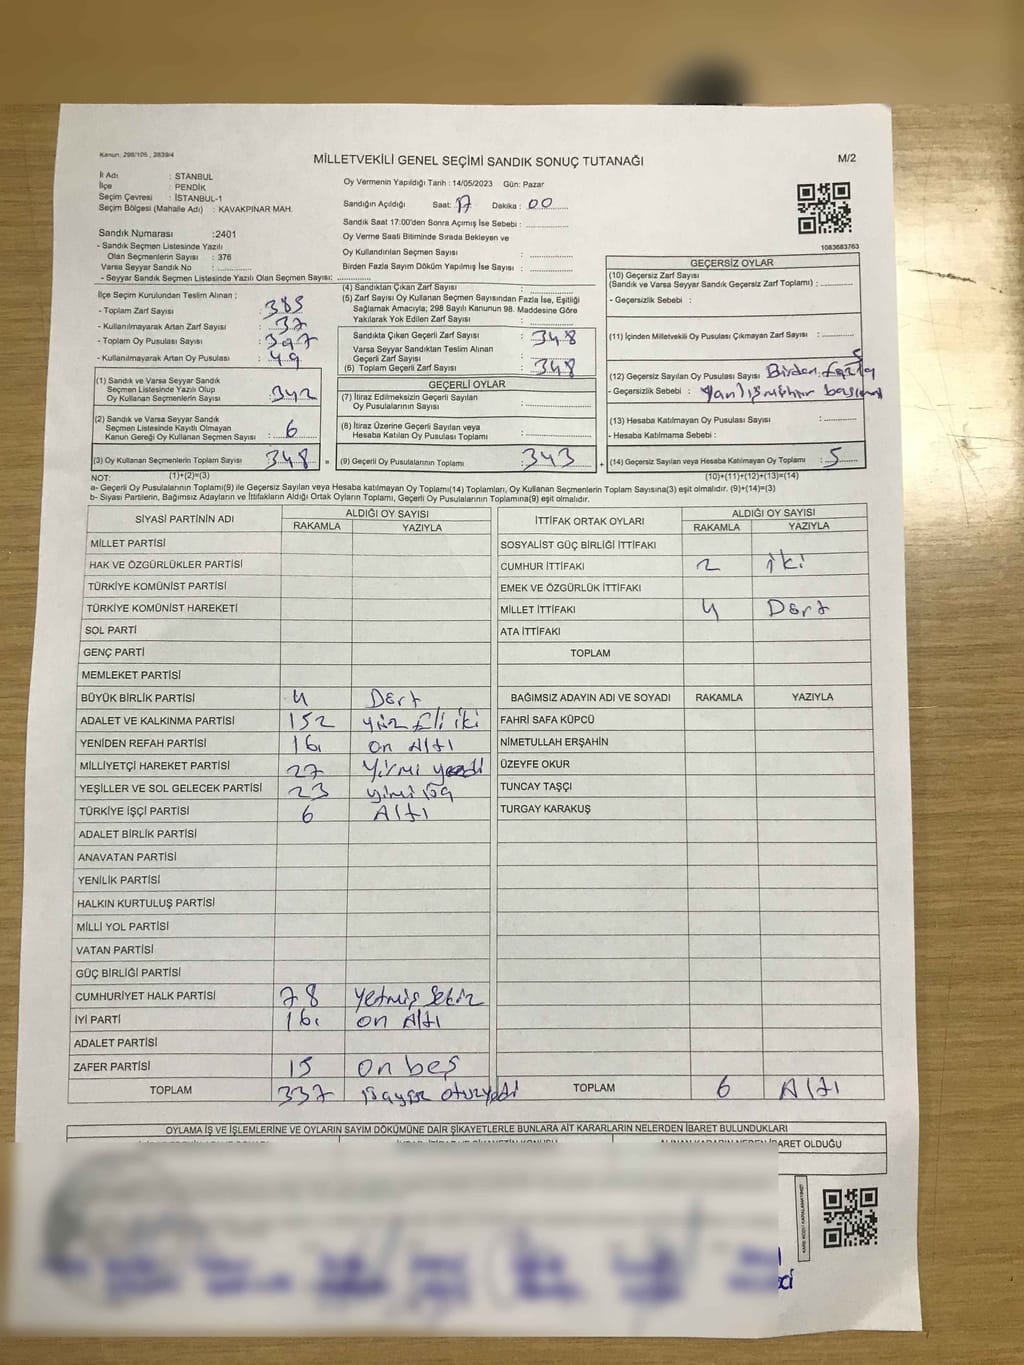 Kanun: 298/105 , 2839/4
MİLLETVEKİLİ GENEL SEÇİMİ SANDIK SONUÇ TUTANAĞI
M/2
İl Adı : İSTANBUL
İlçe : PENDİK
Seçim Çevresi : İSTANBUL-1
Seçim Bölgesi (Mahalle Adı) : KAVAKPINAR MAH.
Sandık Numarası :2401
- Sandık Seçmen Listesinde Yazılı
Olan Seçmenlerin Sayısı : 376
Varsa Seyyar Sandık No :
- Seyyar Sandık Seçmen Listesinde Yazılı Olan Seçmen Sayısı:
İlçe Seçim Kurulundan Teslim Alınan ;
- Toplam Zarf Sayısı : 385
- Kullanılmayarak Artan Zarf Sayısı : 37
- Toplam Oy Pusulası Sayısı : 397
- Kullanılmayarak Artan Oy Pusulası : 49
(1) Sandık ve Varsa Seyyar Sandık
Seçmen Listesinde Yazılı Olup
Oy Kullanan Seçmenlerin Sayısı : 342
(2) Sandık ve Varsa Seyyar Sandık
Seçmen Listesinde Kayıtlı Olmayan
Kanun Gereği Oy Kullanan Seçmen Sayısı : 6
(3) Oy Kullanan Seçmenlerin Toplam Sayısı : 348
Oy Vermenin Yapıldığı Tarih : 14/05/2023 Gün: Pazar
Sandığın Açıldığı Saat: 17 Dakika : 00
Sandık Saat 17:00'den Sonra Açılmış İse Sebebi :
Oy Verme Saati Bitiminde Sırada Bekleyen ve
Oy Kullandırılan Seçmen Sayısı :
Birden Fazla Sayım Döküm Yapılmış İse Sayısı :
(4) Sandıktan Çıkan Zarf Sayısı :
(5) Zarf Sayısı Oy Kullanan Seçmen Sayısından Fazla İse, Eşitliği
Sağlamak Amacıyla; 298 Sayılı Kanunun 98. Maddesine Göre
Yakılarak Yok Edilen Zarf Sayısı :
Sandıkta Çıkan Geçerli Zarf Sayısı : 348
Varsa Seyyar Sandıktan Teslim Alınan
Geçerli Zarf Sayısı :
(6) Toplam Geçerli Zarf Sayısı : 348
GEÇERLİ OYLAR
(7) İtiraz Edilmeksizin Geçerli Sayılan
Oy Pusulalarının Sayısı :
(8) İtiraz Üzerine Geçerli Sayılan veya
Hesaba Katılan Oy Pusulası Toplamı :
= (9) Geçerli Oy Pusulalarının Toplamı : 343
1083683763
GEÇERSİZ OYLAR
(10) Geçersiz Zarf Sayısı
(Sandık ve Varsa Seyyar Sandık Geçersiz Zarf Toplamı) :
- Geçersizlik Sebebi :
(11) İçinden Milletvekili Oy Pusulası Çıkmayan Zarf Sayısı :
5
(12) Geçersiz Sayılan Oy Pusulası Sayısı Birden fazla
- Geçersizlik Sebebi : Yanlış mühür
(13) Hesaba Katılmayan Oy Pusulası Sayısı :
- Hesaba Katılmama Sebebi :
+ (14) Geçersiz Sayılan veya Hesaba Katılmayan Oy Toplamı : 5
NOT: (1)+(2)=(3) (10)+(11)+(12)+(13)=(14)
a- Geçerli Oy Pusulalarının Toplamı(9) ile Geçersiz Sayılan veya Hesaba katılmayan Oy Toplamı(14) Toplamları, Oy Kullanan Seçmenlerin Toplam Sayısına(3) eşit olmalıdır. (9)+(14)=(3)
b- Siyasi Partilerin, Bağımsız Adayların ve İttifakların Aldığı Ortak Oyların Toplamı, Geçerli Oy Pusulalarının Toplamına(9) eşit olmalıdır.
SİYASİ PARTİNİN ADI ALDIĞI OY SAYISI
RAKAMLA YAZIYLA
MİLLET PARTİSİ
HAK VE ÖZGÜRLÜKLER PARTİSİ
TÜRKİYE KOMÜNİST PARTİSİ
TÜRKİYE KOMÜNİST HAREKETİ
SOL PARTİ
GENÇ PARTİ
MEMLEKET PARTİSİ
BÜYÜK BİRLİK PARTİSİ 4 Dört
ADALET VE KALKINMA PARTİSİ 152 yüz elli iki
YENİDEN REFAH PARTİSİ 16 on Altı
MİLLİYETÇİ HAREKET PARTİSİ 27 Yirmi yedi
YEŞİLLER VE SOL GELECEK PARTİSİ 23
TÜRKİYE İŞÇİ PARTİSİ 6 Altı
ADALET BİRLİK PARTİSİ
ANAVATAN PARTİSİ
YENİLİK PARTİSİ
HALKIN KURTULUŞ PARTİSİ
MİLLİ YOL PARTİSİ
VATAN PARTİSİ
GÜÇ BİRLİĞİ PARTİSİ
CUMHURİYET HALK PARTİSİ 78 yetmiş sekiz
İYİ PARTİ 16 on Altı
ADALET PARTİSİ
ZAFER PARTİSİ 15 on beş
TOPLAM 337
İTTİFAK ORTAK OYLARI ALDIĞI OY SAYISI
RAKAMLA YAZIYLA
SOSYALİST GÜÇ BİRLİĞİ İTTİFAKI
CUMHUR İTTİFAKI 2 iki
EMEK VE ÖZGÜRLÜK İTTİFAKI
MİLLET İTTİFAKI 4 Dört
ATA İTTİFAKI
TOPLAM
BAĞIMSIZ ADAYIN ADI VE SOYADI RAKAMLA YAZIYLA
FAHRİ SAFA KÜPCÜ
NİMETULLAH ERŞAHİN
ÜZEYFE OKUR
TUNCAY TAŞÇI
TURGAY KARAKUŞ
TOPLAM 6 Altı
OYLAMA İŞ VE İŞLEMLERİNE VE OYLARIN SAYIM DÖKÜMÜNE DAİR ŞİKAYETLERLE BUNLARA AİT KARARLARIN NELERDEN İBARET BULUNDUKLARI
ALINAN KARARIN NEDEN İBARET OLDUĞU